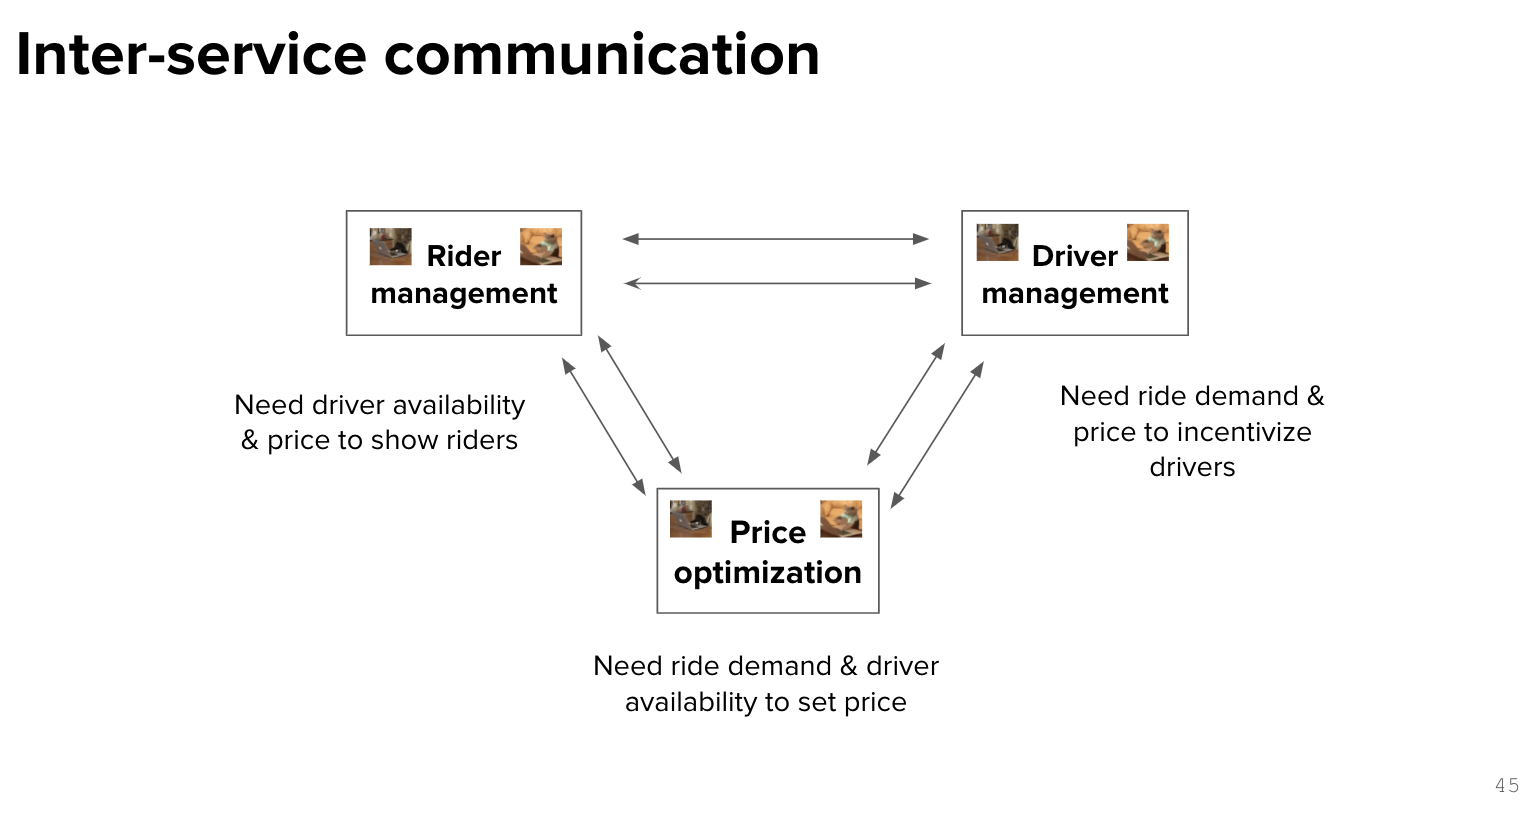 Inter-service communication
Rider
management
Driver
management
Need driver availability
& price to show riders
Need ride demand &
price to incentivize
drivers
Price
optimization
Need ride demand & driver
availability to set price
45